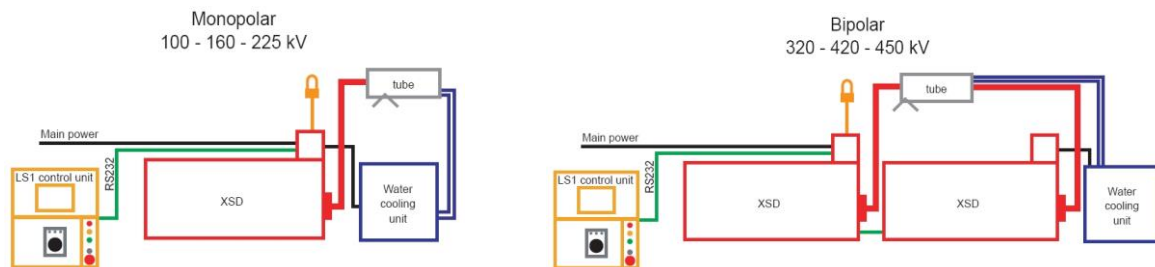 Monopolar
100 - 160 - 225 kV
tube
Main power
RS232
LS1 control unit
XSD
Water
cooling
unit
Bipolar
320 - 420 - 450 kV
tube
Main power
RS232
LS1 control unit
XSD
XSD
Water
cooling
unit